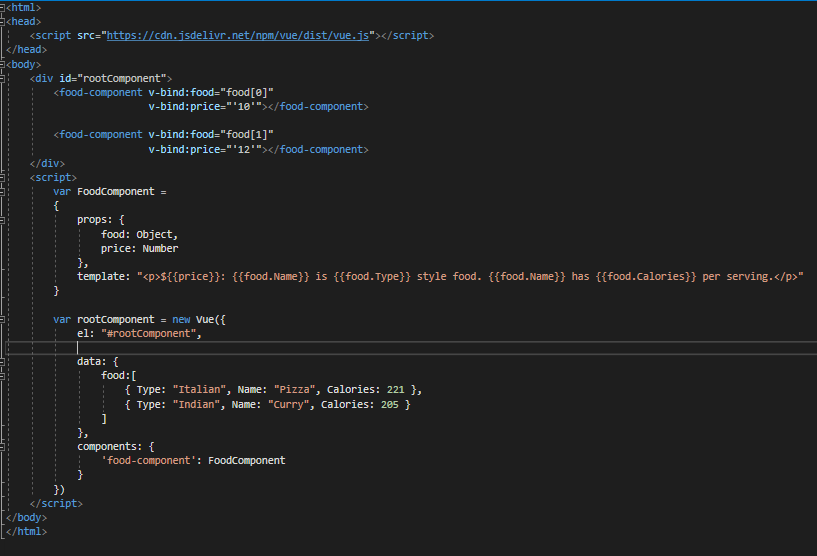 <html>
<head>
    <script src="https://cdn.jsdelivr.net/npm/vue/dist/vue.js"></script>
</head>
<body>
    <div id="rootComponent">
        <food-component v-bind:food="food[0]"
                        v-bind:price="'10'"></food-component>

        <food-component v-bind:food="food[1]"
                        v-bind:price="'12'"></food-component>
    </div>
    <script>
        var FoodComponent =
        {
            props: {
                food: Object,
                price: Number
            },
            template: "<p>${{price}}: {{food.Name}} is {{food.Type}} style food. {{food.Name}} has {{food.Calories}} per serving.</p>"
        }

        var rootComponent = new Vue({
            el: "#rootComponent",

            data: {
                food:[
                    { Type: "Italian", Name: "Pizza", Calories: 221 },
                    { Type: "Indian", Name: "Curry", Calories: 205 }
                ]
            },
            components: {
                'food-component': FoodComponent
            }
        })
    </script>
</body>
</html>